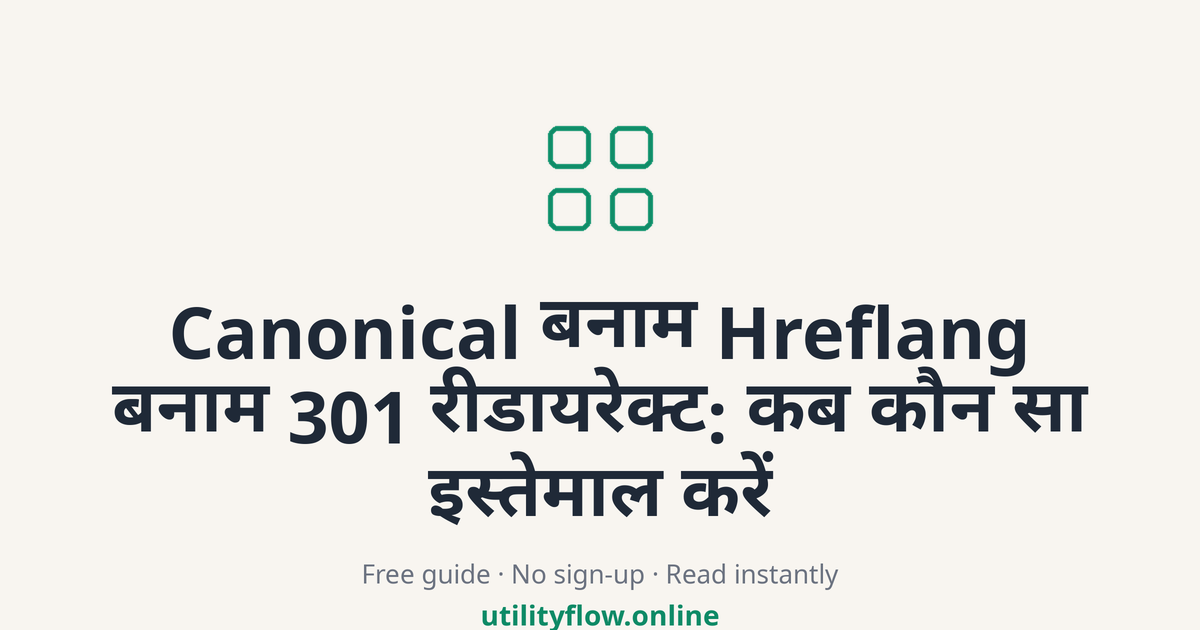 Canonical बनाम Hreflang
बनाम 301 रीडायरेक्ट: कब कौन सा
इस्तेमाल करें
Free guide · No sign-up · Read instantly
utilityflow.online